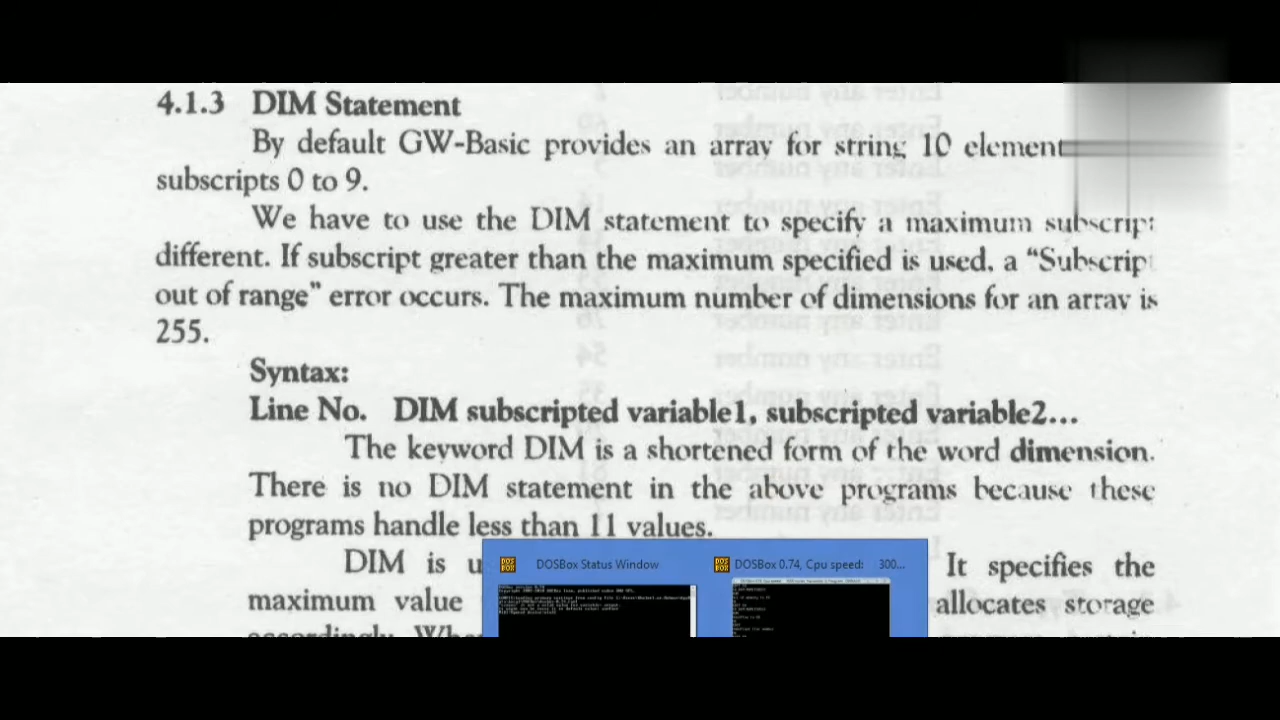 4.1.3 DIM Statement
By default GW-Basic provides an array for string 10 element
subscripts 0 to 9.
We have to use the DIM statement to specify a maximum subscript
different. If subscript greater than the maximum specified is used, a “Subscript
out of range” error occurs. The maximum number of dimensions for an array is
255.
Syntax:
Line No. DIM subscripted variable1, subscripted variable2...
The keyword DIM is a shortened form of the word dimension.
There is no DIM statement in the above programs because these
programs handle less than 11 values.
DOSBox Status Window
DOSBox 0.74, Cpu speed: 300...
DIM is u It specifies the
maximum value allocates storage
accordingly.